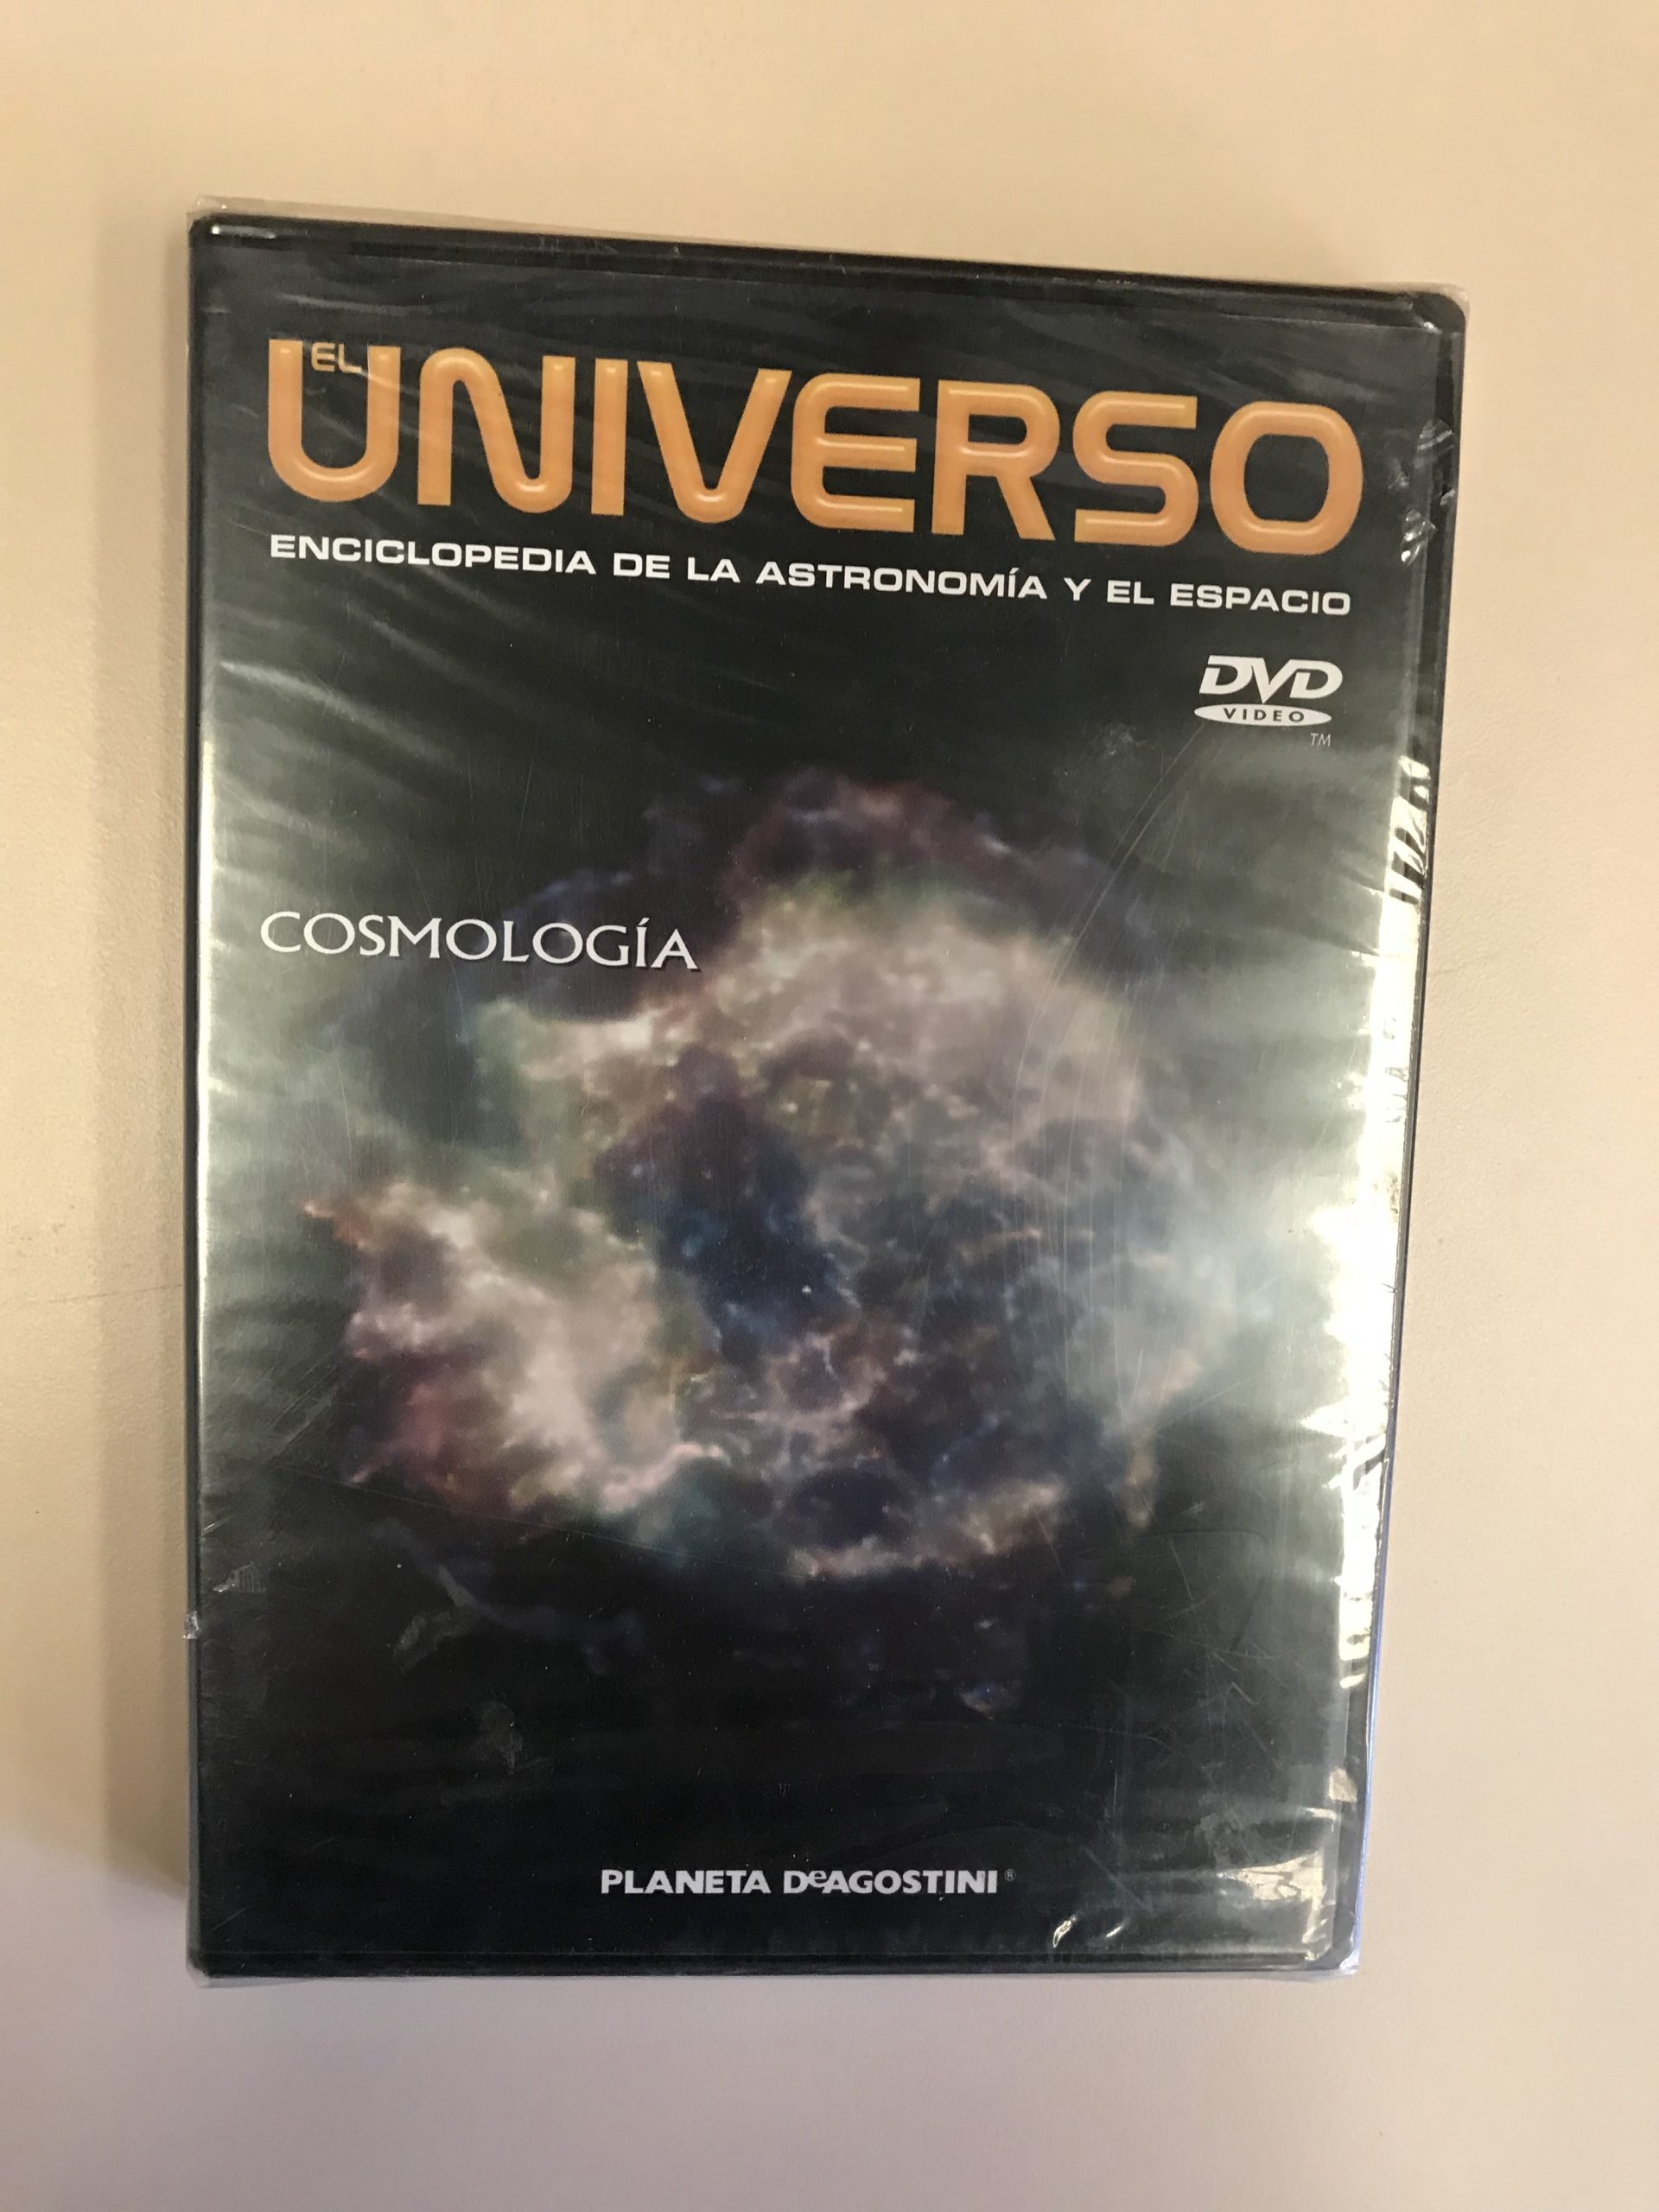 EL
UNIVERSO
ENCICLOPEDIA DE LA ASTRONOMÍA Y EL ESPACIO
DVD
VIDEO
TM
COSMOLOGÍA
PLANETA DeAGOSTINI®